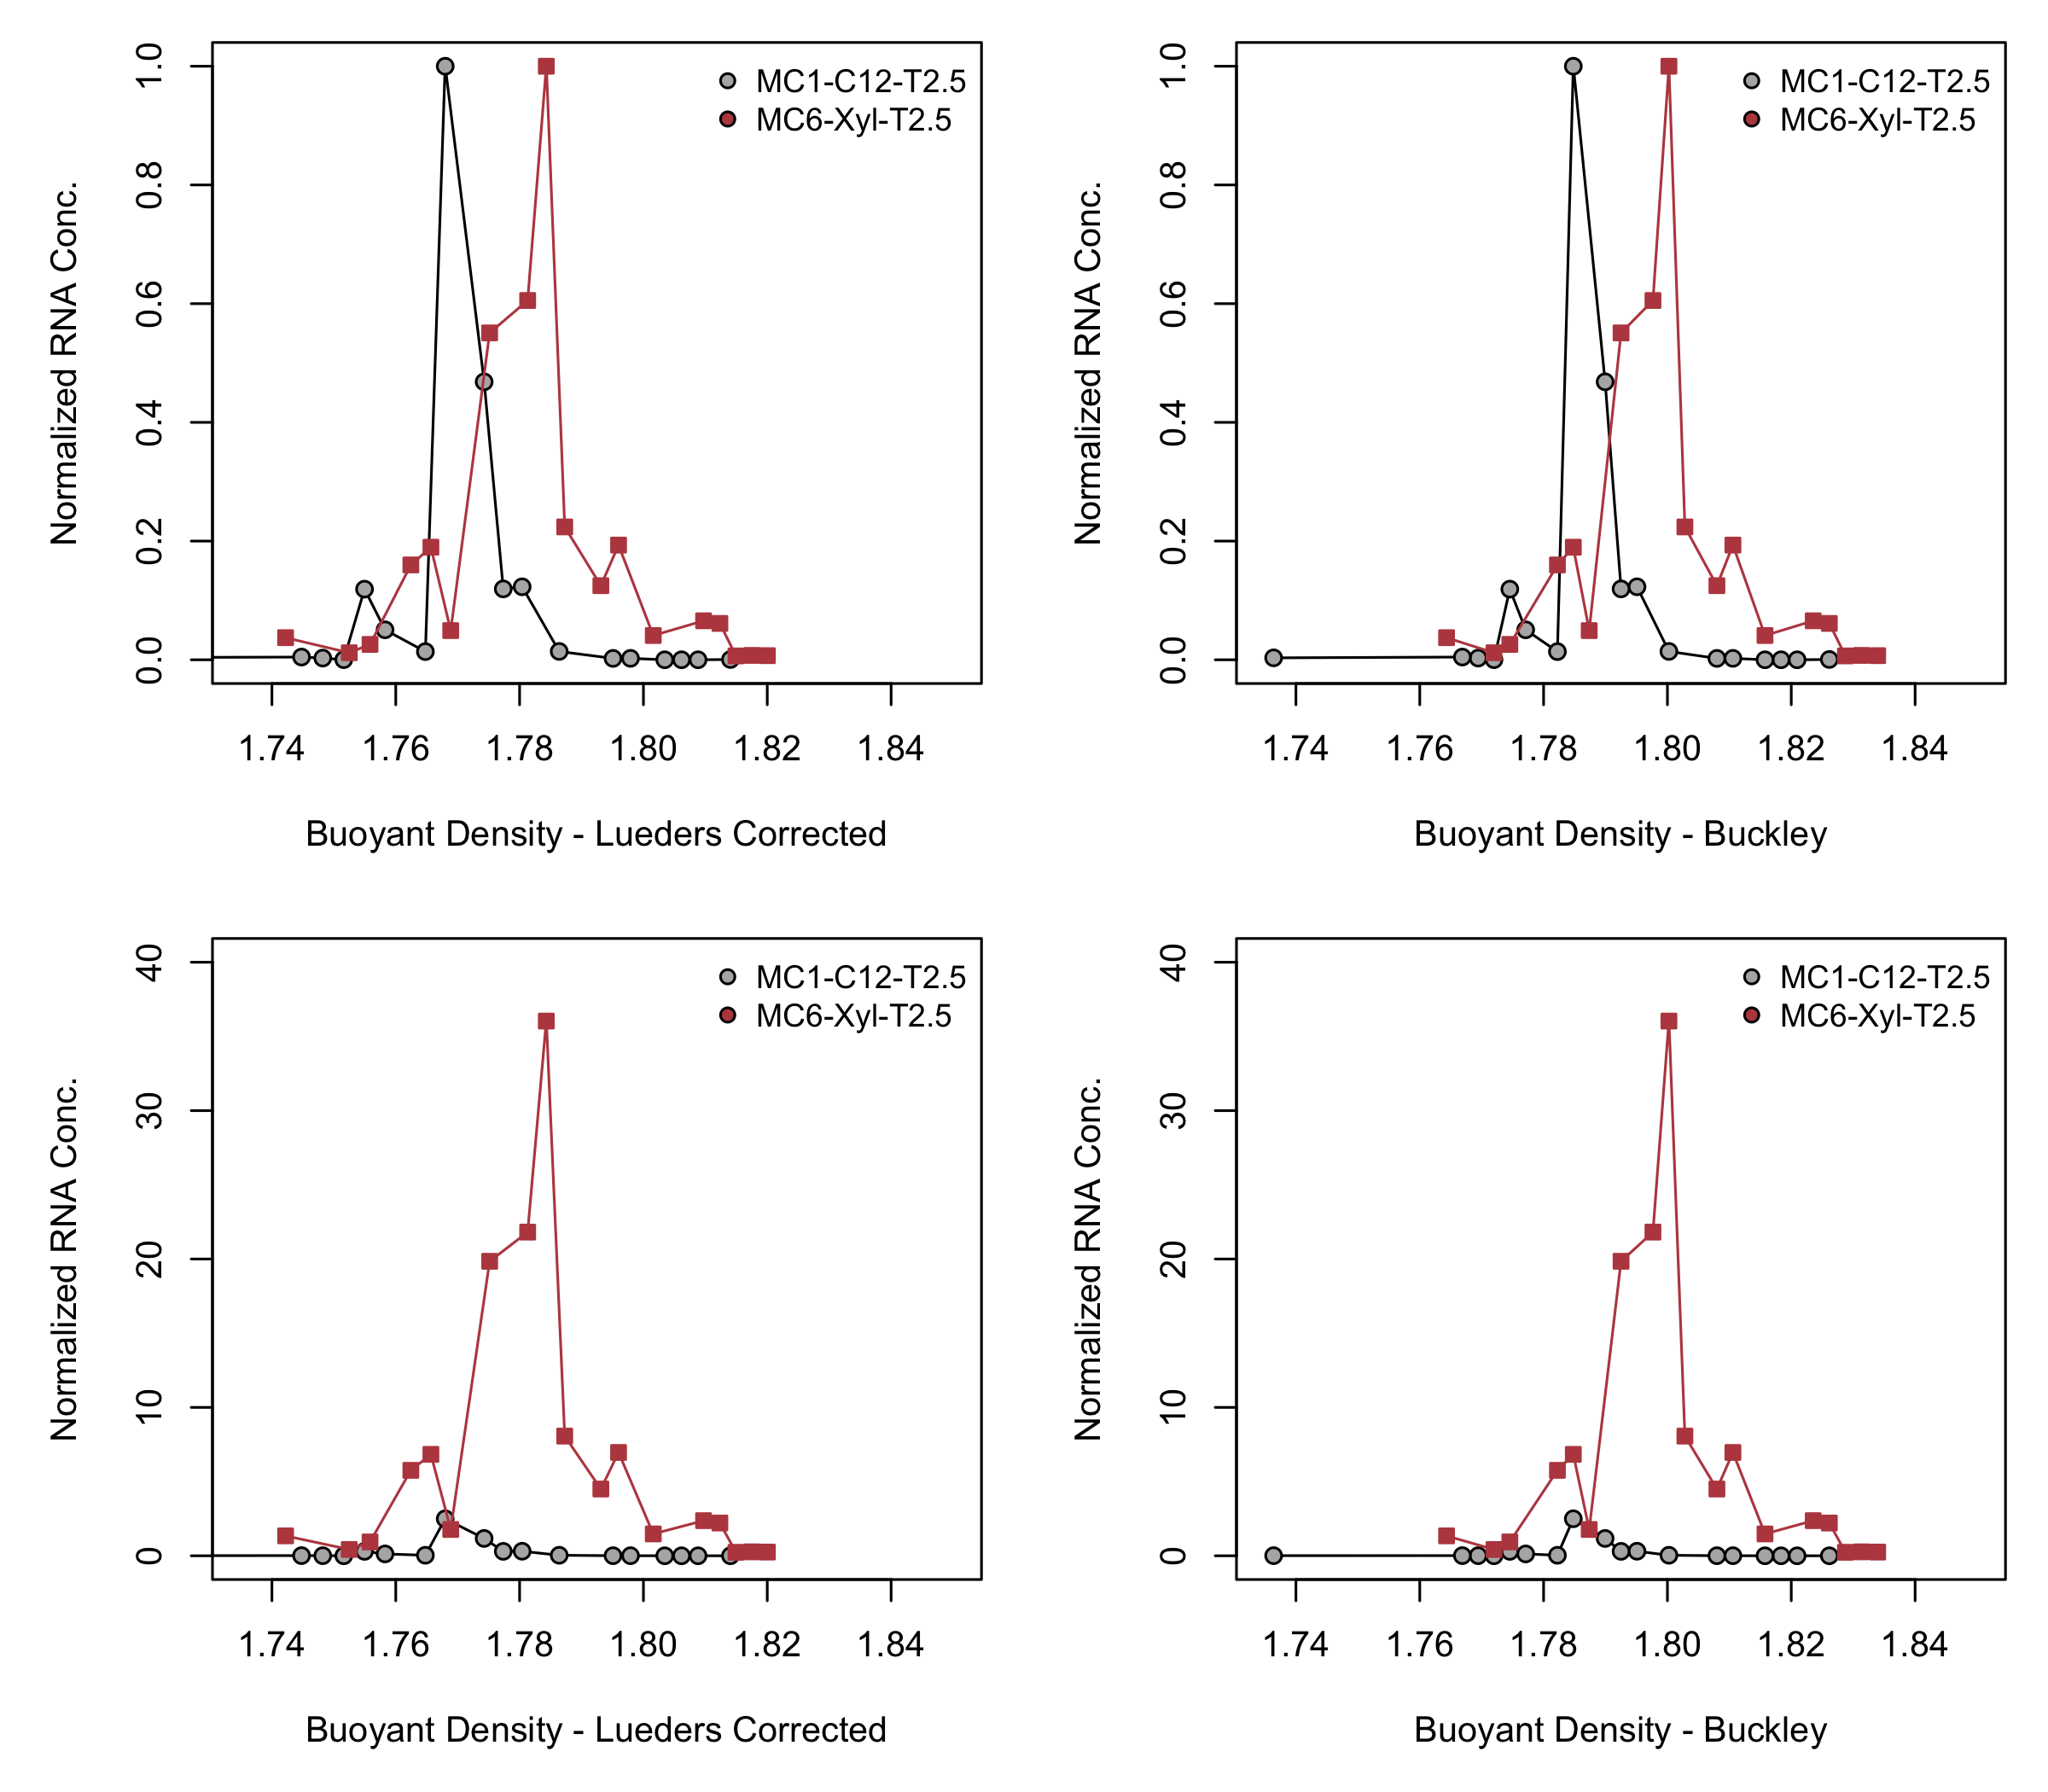 Normalized RNA Conc.
0.0 0.2 0.4 0.6 0.8 1.0
MC1-C12-T2.5
MC6-Xyl-T2.5
1.74 1.76 1.78 1.80 1.82 1.84
Buoyant Density - Lueders Corrected
Normalized RNA Conc.
0.0 0.2 0.4 0.6 0.8 1.0
MC1-C12-T2.5
MC6-Xyl-T2.5
1.74 1.76 1.78 1.80 1.82 1.84
Buoyant Density - Buckley
Normalized RNA Conc.
0 10 20 30 40
MC1-C12-T2.5
MC6-Xyl-T2.5
1.74 1.76 1.78 1.80 1.82 1.84
Buoyant Density - Lueders Corrected
Normalized RNA Conc.
0 10 20 30 40
MC1-C12-T2.5
MC6-Xyl-T2.5
1.74 1.76 1.78 1.80 1.82 1.84
Buoyant Density - Buckley